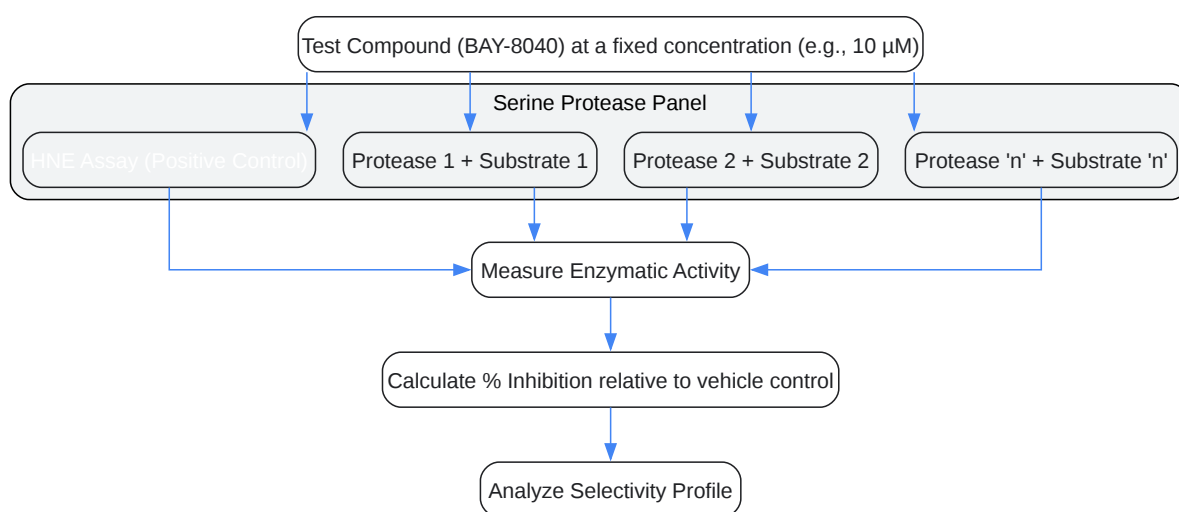 Test Compound (BAY-8040) at a fixed concentration (e.g., 10 µM)
Serine Protease Panel
HNE Assay (Positive Control)
Protease 1 + Substrate 1
Protease 2 + Substrate 2
Protease 'n' + Substrate 'n'
Measure Enzymatic Activity
Calculate % Inhibition relative to vehicle control
Analyze Selectivity Profile